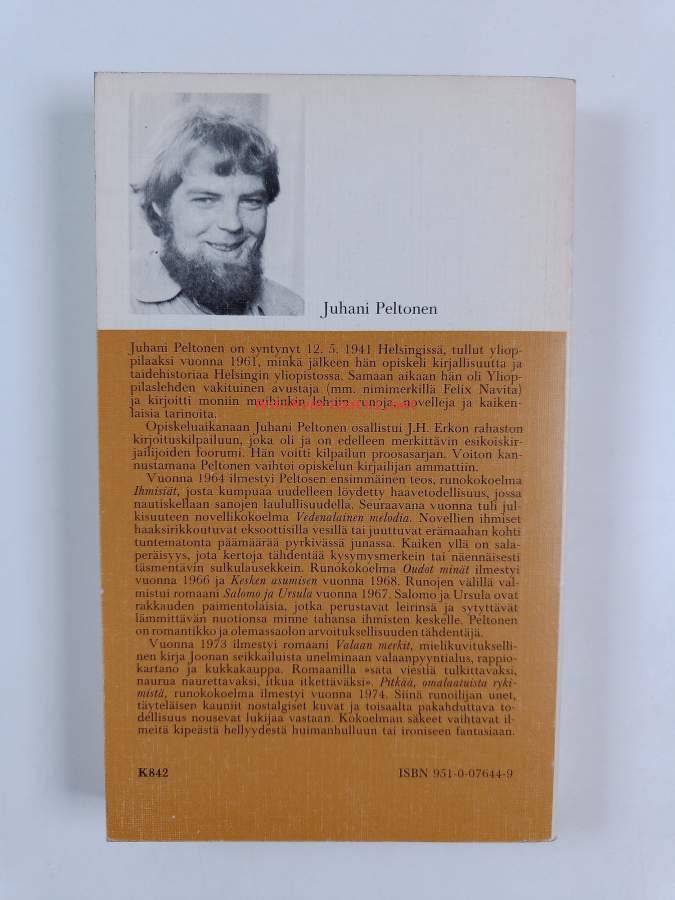 Juhani Peltonen
Juhani Peltonen on syntynyt 12. 5. 1941 Helsingissä, tullut yliop-
pilaaksi vuonna 1961, minkä jälkeen hän opiskeli kirjallisuutta ja
taidehistoriaa Helsingin yliopistossa. Samaan aikaan hän oli Yliop-
pilaslehden vakituinen avustaja (mm. nimimerkillä Felix Navita)
ja kirjoitti moniin muihinkin lehtiin runoja, novelleja ja kaiken-
laisia tarinoita.
Opiskeluaikanaan Juhani Peltonen osallistui J.H. Erkon rahaston
kirjoituskilpailuun, joka oli ja on edelleen merkittävin esikoiskir-
jailijoiden foorumi. Hän voitti kilpailun proosasarjan. Voiton kan-
nustamana Peltonen vaihtoi opiskelun kirjailijan ammattiin.
Vuonna 1964 ilmestyi Peltosen ensimmäinen teos, runokokoelma
Ihmisiät, josta kumpuaa uudelleen löydetty haavetodellisuus, jossa
nautiskellaan sanojen laulullisuudella. Seuraavana vuonna tuli jul-
kisuuteen novellikokoelma Vedenalainen melodia. Novellien ihmiset
haaksirikkoutuvat eksoottisilla vesillä tai juuttuvat erämaahan kohti
tuntematonta päämäärää pyrkivässä junassa. Kaiken yllä on sala-
peräisyys, jota kertoja tähdentää kysymysmerkein tai näennäisesti
täsmentävin sulkulausekkein. Runokokoelma Oudot minät ilmestyi
vuonna 1966 ja Kesken asumisen vuonna 1968. Runojen välillä val-
mistui romaani Salomo ja Ursula vuonna 1967. Salomo ja Ursula ovat
rakkauden paimentolaisia, jotka perustavat leirinsä ja sytyttävät
lämmittävän nuotionsa minne tahansa ihmisten keskelle. Peltonen
on romantikko ja olemassaolon arvoituksellisuuden tähdentäjä.
Vuonna 1973 ilmestyi romaani Valaan merkit, mielikuvitukselli-
nen kirja Joonan seikkailuista unelminaan valaanpyyntialus, rappio-
kartano ja kukkakauppa. Romaanilla »sata viestiä tulkittavaksi,
naurua naurettavaksi, itkua itkettäväksi». Pitkää, omalaatuista ryki-
mistä, runokokoelma ilmestyi vuonna 1974. Siinä runoilijan unet,
täyteläisen kauniit nostalgiset kuvat ja toisaalta pakahduttava to-
dellisuus nousevat lukijaa vastaan. Kokoelman säkeet vaihtavat il-
meitä kipeästä hellyydestä huimanhulluun tai ironiseen fantasiaan.
K842
ISBN 951-0-07644-9